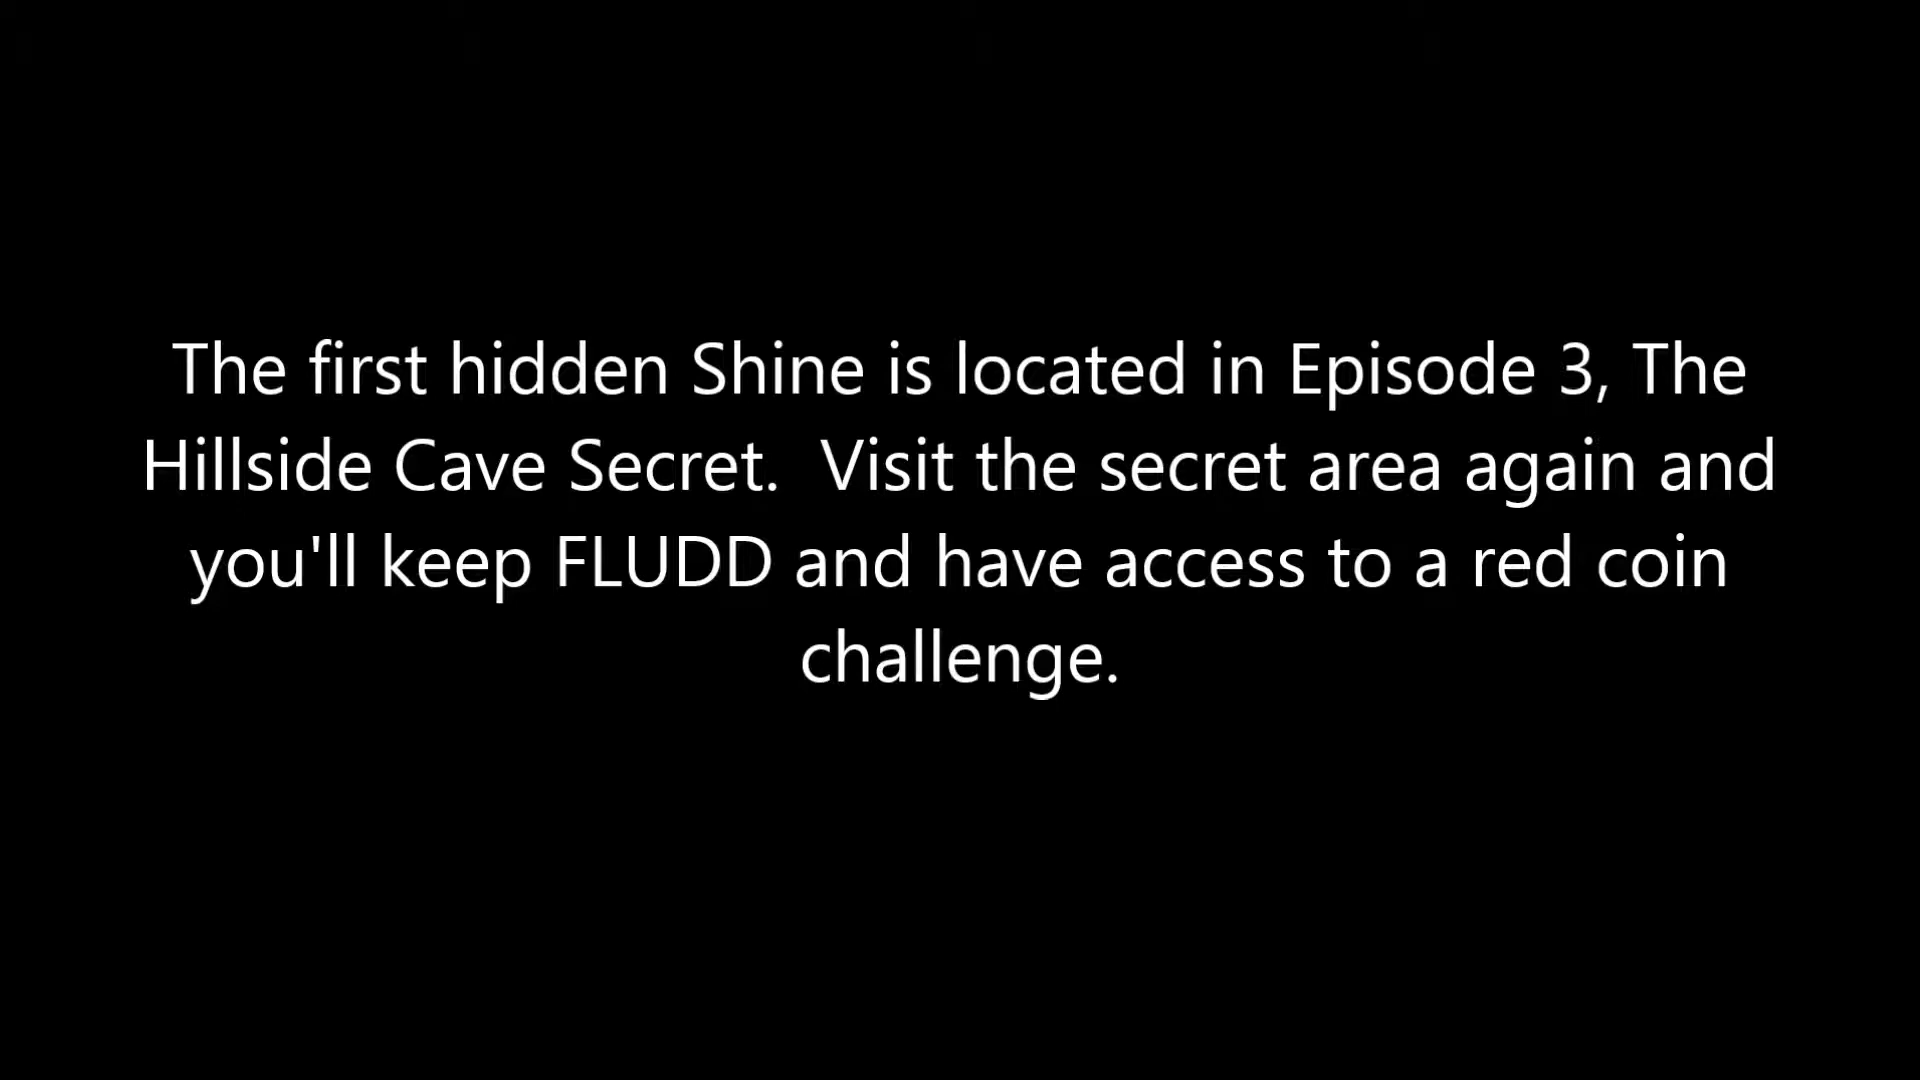 The first hidden Shine is located in Episode 3, The
Hillside Cave Secret.  Visit the secret area again and
you'll keep FLUDD and have access to a red coin
challenge.